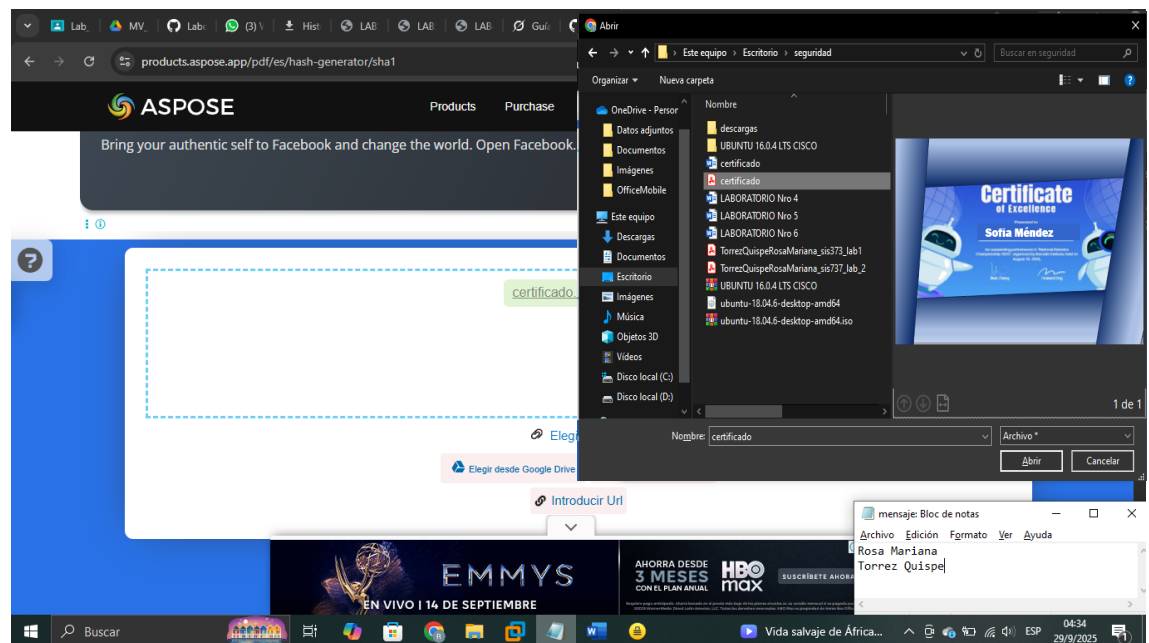 Lab_
MV_
Labc
(3) \
Hist
LAB
LAB
LAB
Guía
products.aspose.app/pdf/es/hash-generator/sha1
ASPOSE
Products
Purchase
Bring your authentic self to Facebook and change the world. Open Facebook.
certificado.
Elegi
Elegir desde Google Drive
Introducir Url
Abrir
Este equipo › Escritorio › seguridad
Buscar en seguridad
Organizar
Nueva carpeta
OneDrive - Persor
Datos adjuntos
Documentos
Imágenes
OfficeMobile
Este equipo
Descargas
Documentos
Escritorio
Imágenes
Música
Objetos 3D
Vídeos
Disco local (C:)
Disco local (D:)
Nombre
descargas
UBUNTU 16.0.4 LTS CISCO
certificado
certificado
LABORATORIO Nro 4
LABORATORIO Nro 5
LABORATORIO Nro 6
TorrezQuispeRosaMariana_sis373_lab1
TorrezQuispeRosaMariana_sis737_lab_2
UBUNTU 16.0.4 LTS CISCO
ubuntu-18.04.6-desktop-amd64
ubuntu-18.04.6-desktop-amd64.iso
Certificate
of Excellence
Sofia Méndez
1 de 1
Nombre:
certificado
Archivo *
Abrir
Cancelar
mensaje: Bloc de notas
Archivo Edición Formato Ver Ayuda
Rosa Mariana
Torrez Quispe
EMMYS
EN VIVO | 14 DE SEPTIEMBRE
AHORRA DESDE
3 MESES
CON EL PLAN ANUAL
HBO
max
SUSCRÍBETE AHORA
Buscar
Vida salvaje de África...
ESP
04:34
29/9/2025